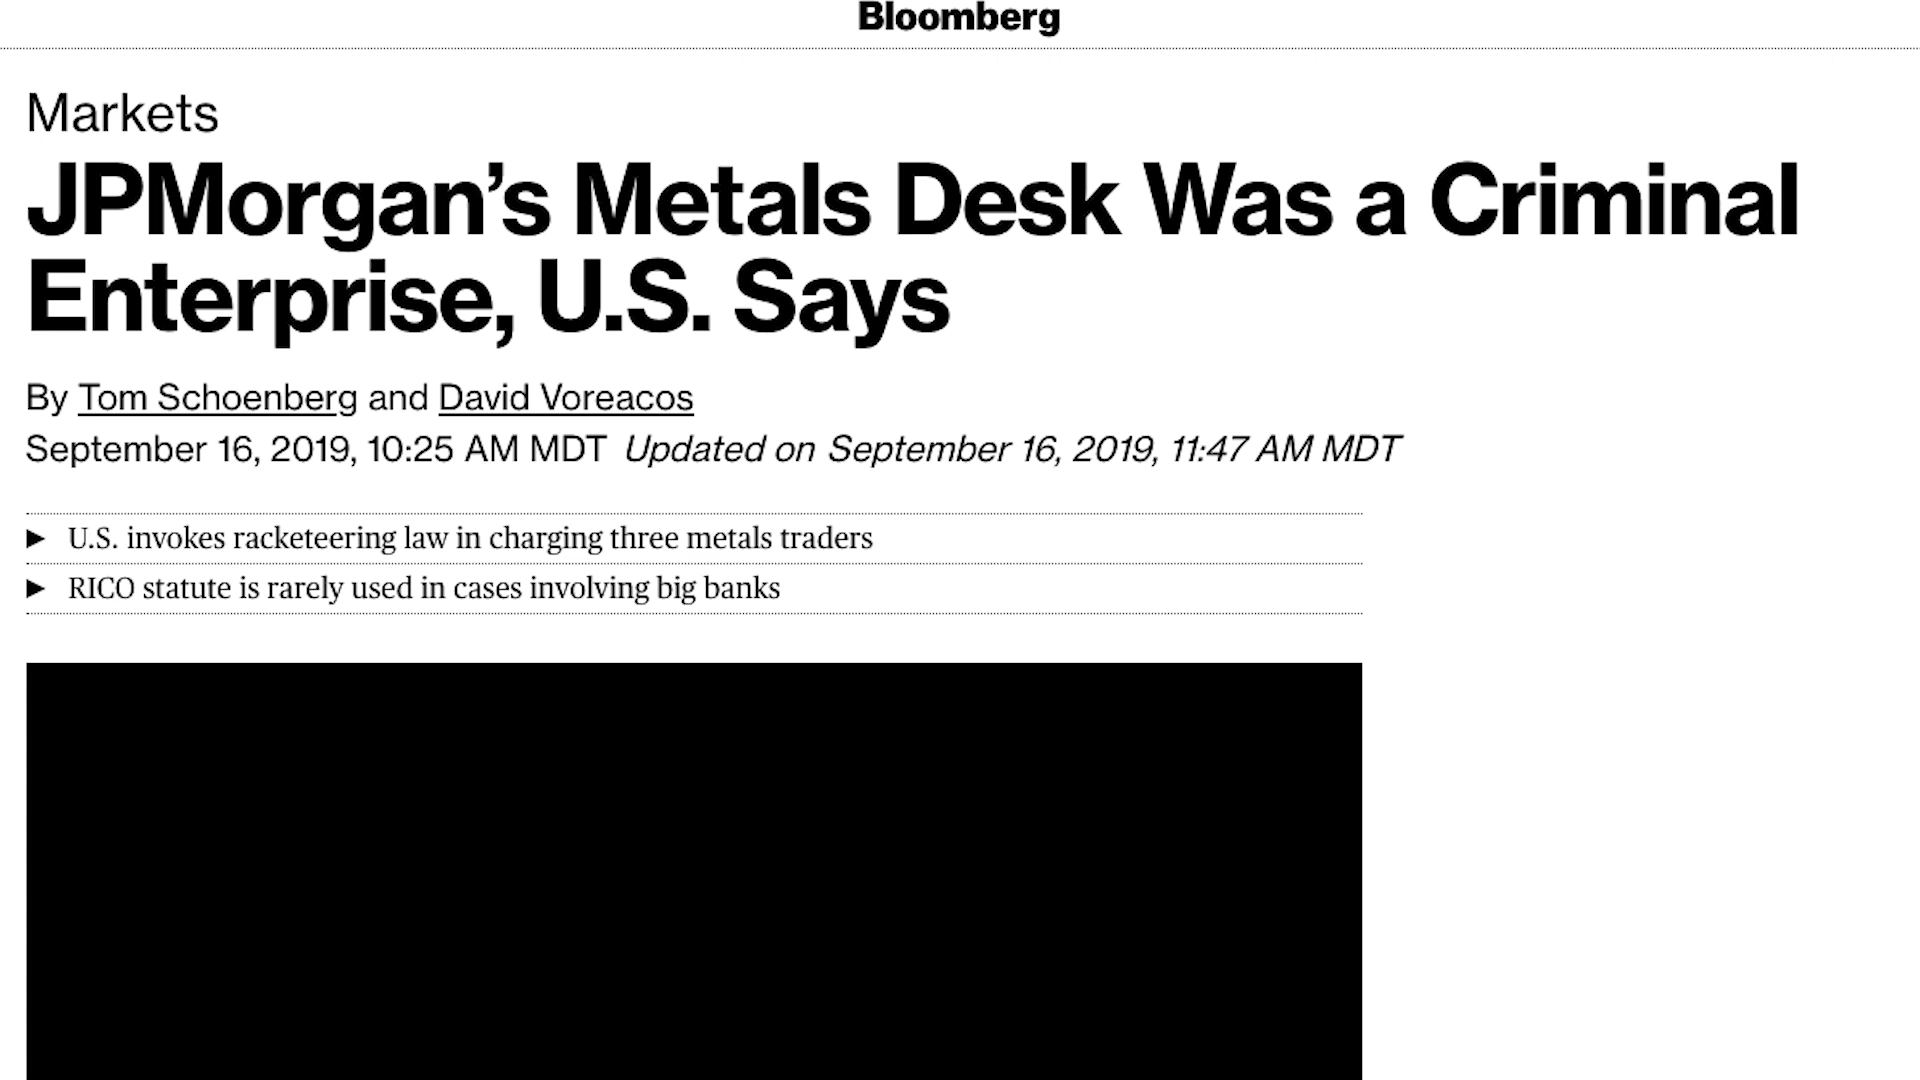 Bloomberg
Markets
JPMorgan’s Metals Desk Was a Criminal
Enterprise, U.S. Says
By Tom Schoenberg and David Voreacos
September 16, 2019, 10:25 AM MDT Updated on September 16, 2019, 11:47 AM MDT
► U.S. invokes racketeering law in charging three metals traders
► RICO statute is rarely used in cases involving big banks